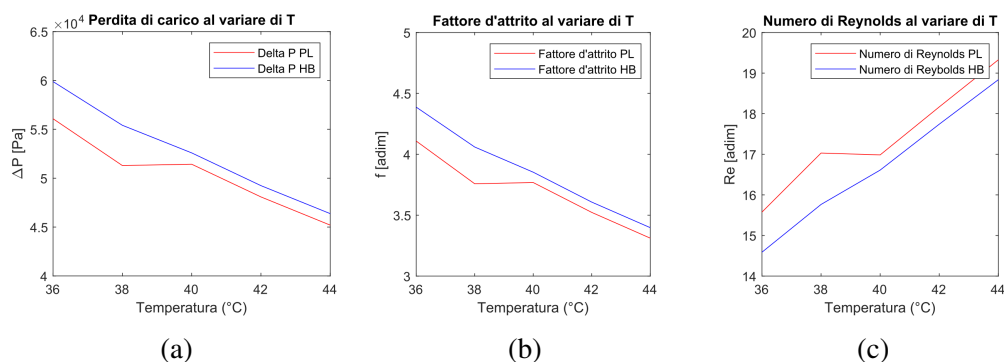 ×10⁴ Perdita di carico al variare di T
6.5
6
5.5
5
4.5
4
36 38 40 42 44
ΔP [Pa]
Temperatura (°C)
Delta P PL
Delta P HB
(a)
Fattore d'attrito al variare di T
5
4.5
4
3.5
3
36 38 40 42 44
f [adim]
Temperatura (°C)
Fattore d'attrito PL
Fattore d'attrito HB
(b)
Numero di Reynolds al variare di T
20
19
18
17
16
15
14
36 38 40 42 44
Re [adim]
Temperatura (°C)
Numero di Reynolds PL
Numero di Reybolds HB
(c)